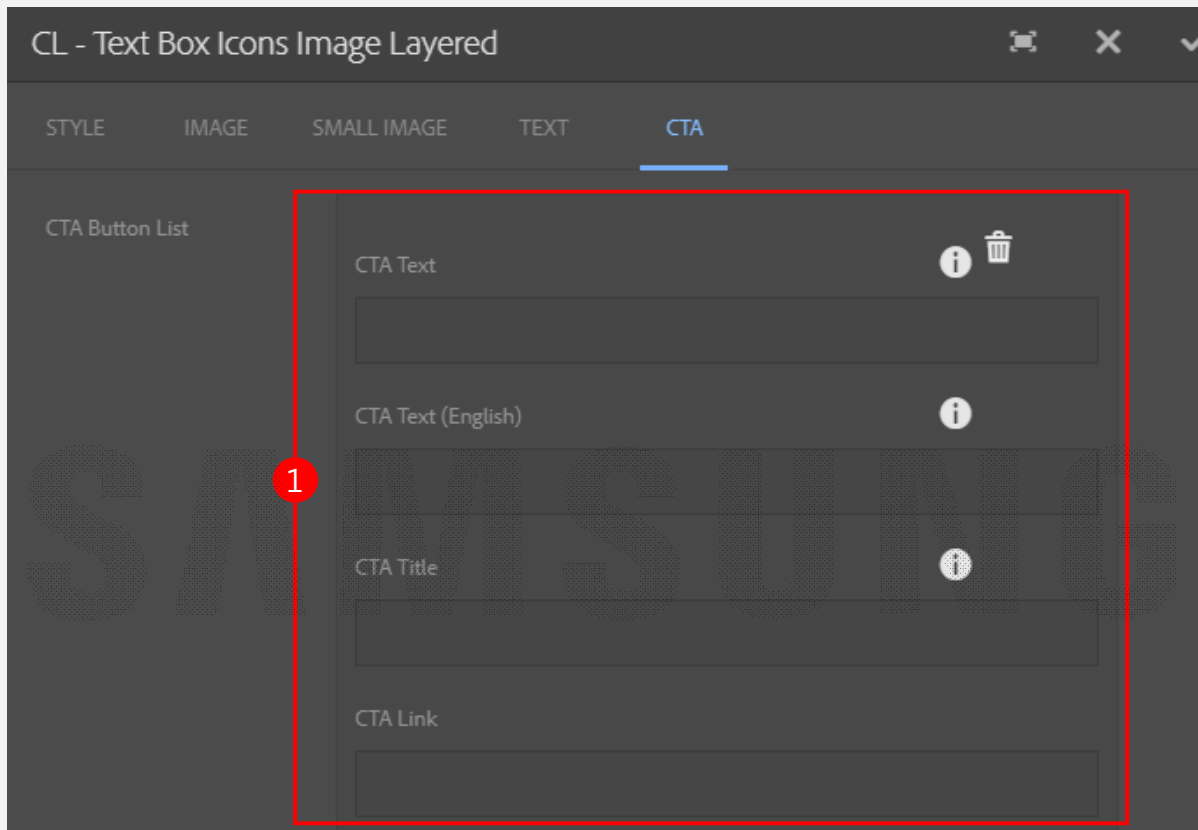 CL - Text Box Icons Image Layered
STYLE IMAGE SMALL IMAGE TEXT CTA
CTA Button List
CTA Text
CTA Text (English)
1
SAMSUNG
CTA Title
CTA Link